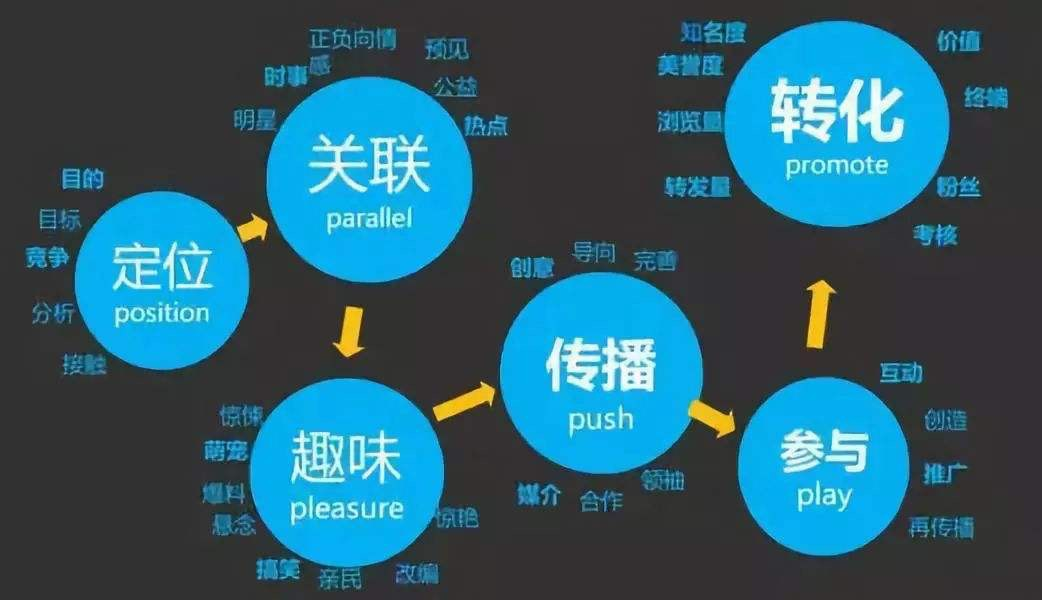 目的
目标
竞争
分析
接触
定位
position
正负向情
感
预见
时事
公益
明星
热点
关联
parallel
惊悚
萌宠
爆料
悬念
搞笑
亲民
改编
惊艳
趣味
pleasure
创意
导向
完善
传播
push
媒介
合作
领抽
互动
创造
推广
再传播
参与
play
知名度
美誉度
浏览量
转发量
价值
终端
粉丝
考核
转化
promote